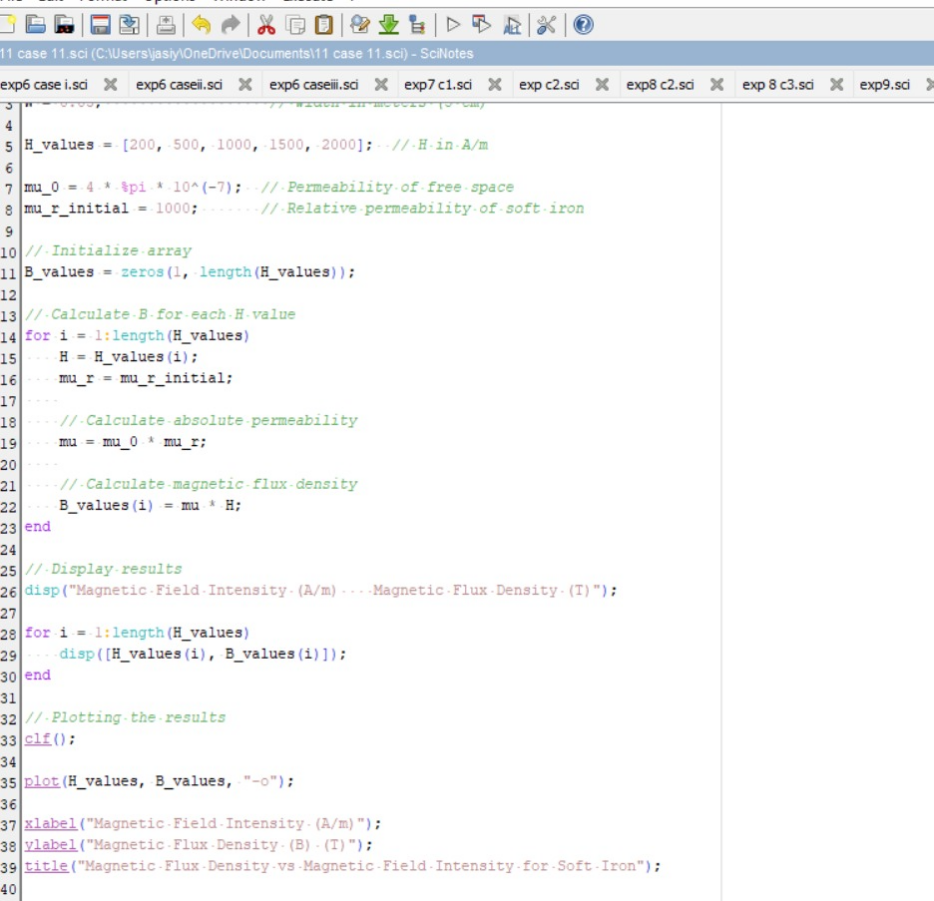 11 case 11.sci (C:\Users\jasiy\OneDrive\Documents\11 case 11.sci) - SciNotes
exp6 case i.sci exp6 caseii.sci exp6 caseiii.sci exp7 c1.sci exp c2.sci exp8 c2.sci exp 8 c3.sci exp9.sci
4
5 H_values = [200, 500, 1000, 1500, 2000]; // H in A/m
6
7 mu_0 = 4 * %pi * 10^(-7); // Permeability of free space
8 mu_r_initial = 1000; // Relative permeability of soft iron
9
10 // Initialize array
11 B_values = zeros(1, length(H_values));
12
13 // Calculate B for each H value
14 for i = 1:length(H_values)
15 H = H_values(i);
16 mu_r = mu_r_initial;
17
18 // Calculate absolute permeability
19 mu = mu_0 * mu_r;
20
21 // Calculate magnetic flux density
22 B_values(i) = mu * H;
23 end
24
25 // Display results
26 disp("Magnetic Field Intensity (A/m) Magnetic Flux Density (T)");
27
28 for i = 1:length(H_values)
29 disp([H_values(i), B_values(i)]);
30 end
31
32 // Plotting the results
33 clf();
34
35 plot(H_values, B_values, "-o");
36
37 xlabel("Magnetic Field Intensity (A/m)");
38 ylabel("Magnetic Flux Density (B) (T)");
39 title("Magnetic Flux Density vs Magnetic Field Intensity for Soft Iron");
40